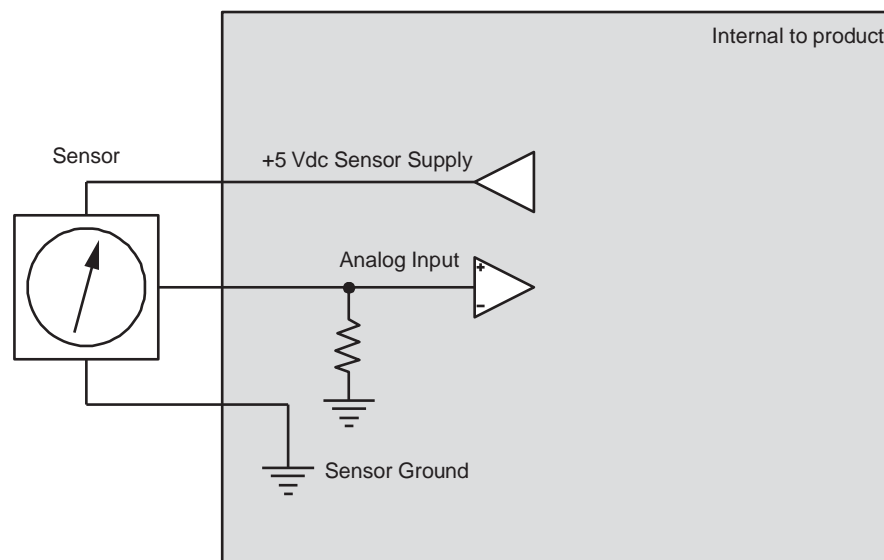 Internal to product
Sensor
+5 Vdc Sensor Supply
Analog Input
+
−
Sensor Ground